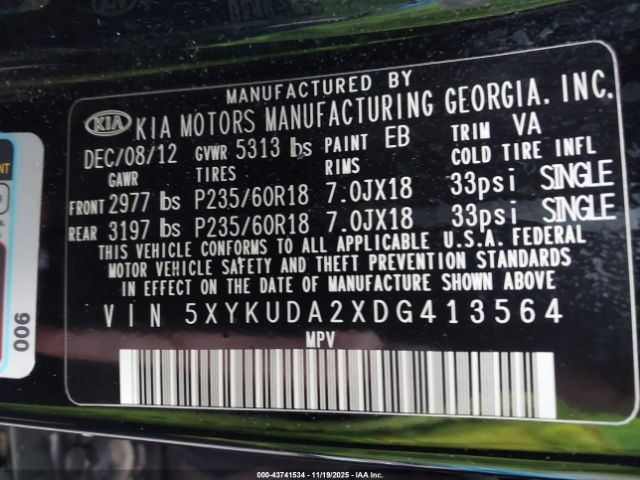 MANUFACTURED BY
KIA KIA MOTORS MANUFACTURING GEORGIA, INC.
DEC/08/12 GVWR 5313 lbs PAINT EB TRIM VA
GAWR TIRES RIMS COLD TIRE INFL
FRONT 2977 lbs P235/60R18 7.0JX18 33psi SINGLE
REAR 3197 lbs P235/60R18 7.0JX18 33psi SINGLE
THIS VEHICLE CONFORMS TO ALL APPLICABLE U.S.A. FEDERAL
MOTOR VEHICLE SAFETY AND THEFT PREVENTION STANDARDS
IN EFFECT ON THE DATE OF MANUFACTURE SHOWN ABOVE
VIN 5XYKUDA2XDG413564
MPV
006
000-43741534 - 11/19/2025 - IAA Inc.